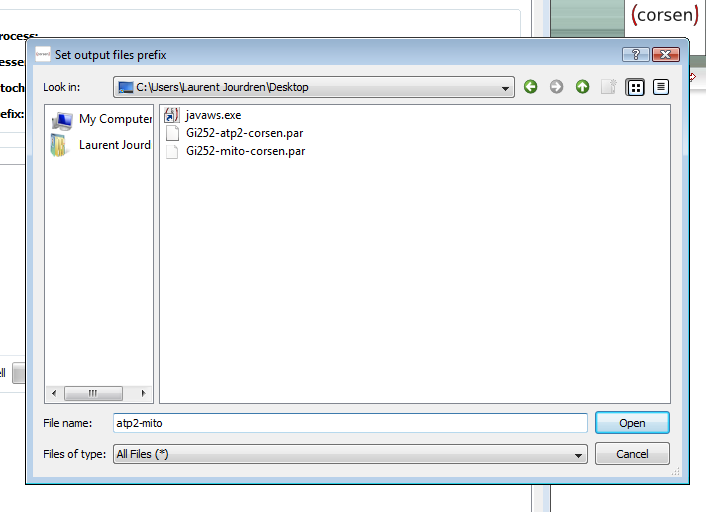 (corsen)
rocess:
Set output files prefix
esse
Look in:
C:\Users\Laurent Jourdren\Desktop
toch
efix:
My Computer
Laurent Jourd
javaws.exe
Gi252-atp2-corsen.par
Gi252-mito-corsen.par
ell
File name:
atp2-mito
Open
Files of type:
All Files (*)
Cancel